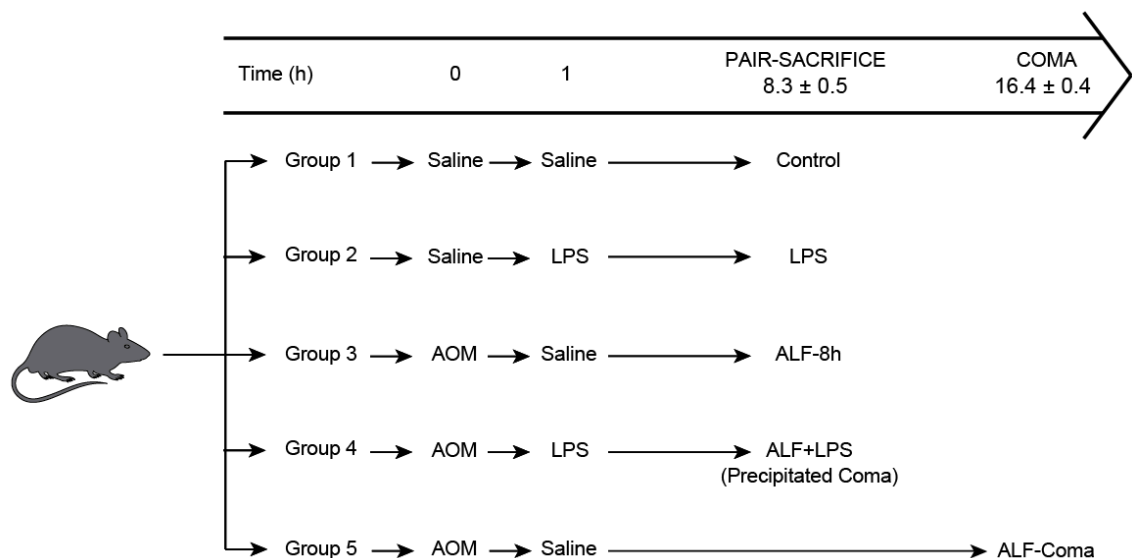 PAIR-SACRIFICE COMA
Time (h) 0 1 8.3 ± 0.5 16.4 ± 0.4
Group 1 Saline Saline Control
Group 2 Saline LPS LPS
Group 3 AOM Saline ALF-8h
Group 4 AOM LPS ALF+LPS
(Precipitated Coma)
Group 5 AOM Saline ALF-Coma